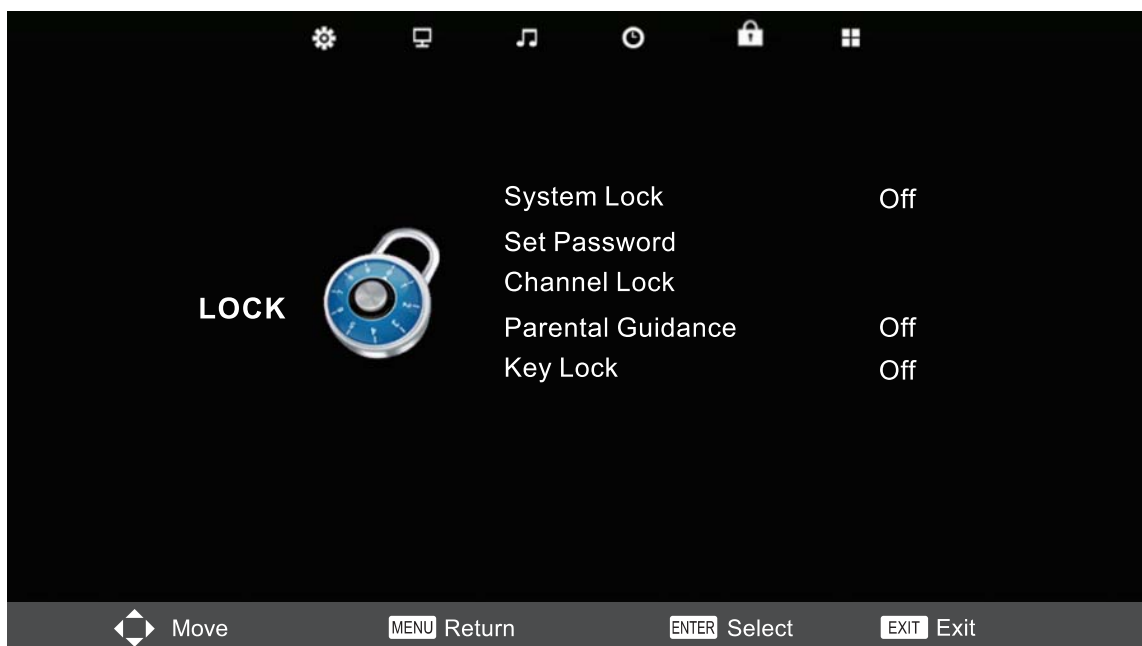 System Lock Off
Set Password
Channel Lock
LOCK
Parental Guidance Off
Key Lock Off
Move MENU Return ENTER Select EXIT Exit